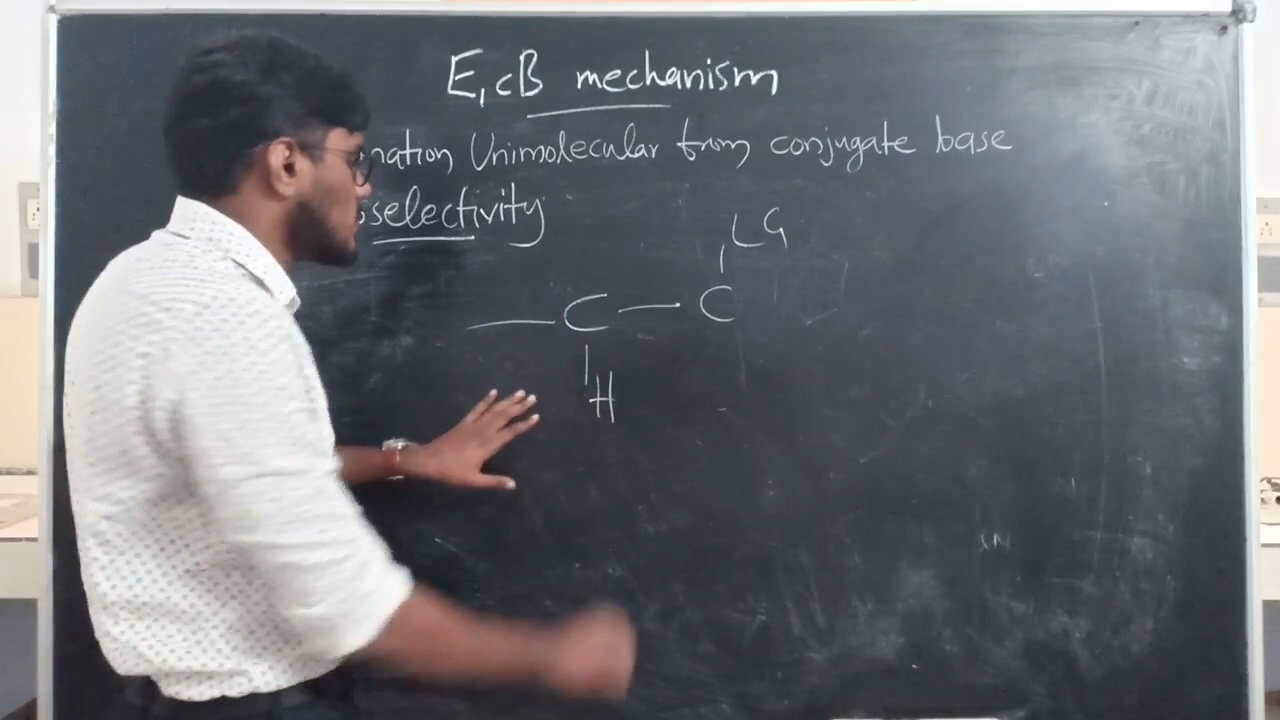 E1cB mechanism
nation, Unimolecular from conjugate base
selectivity
LG
— C — C
H